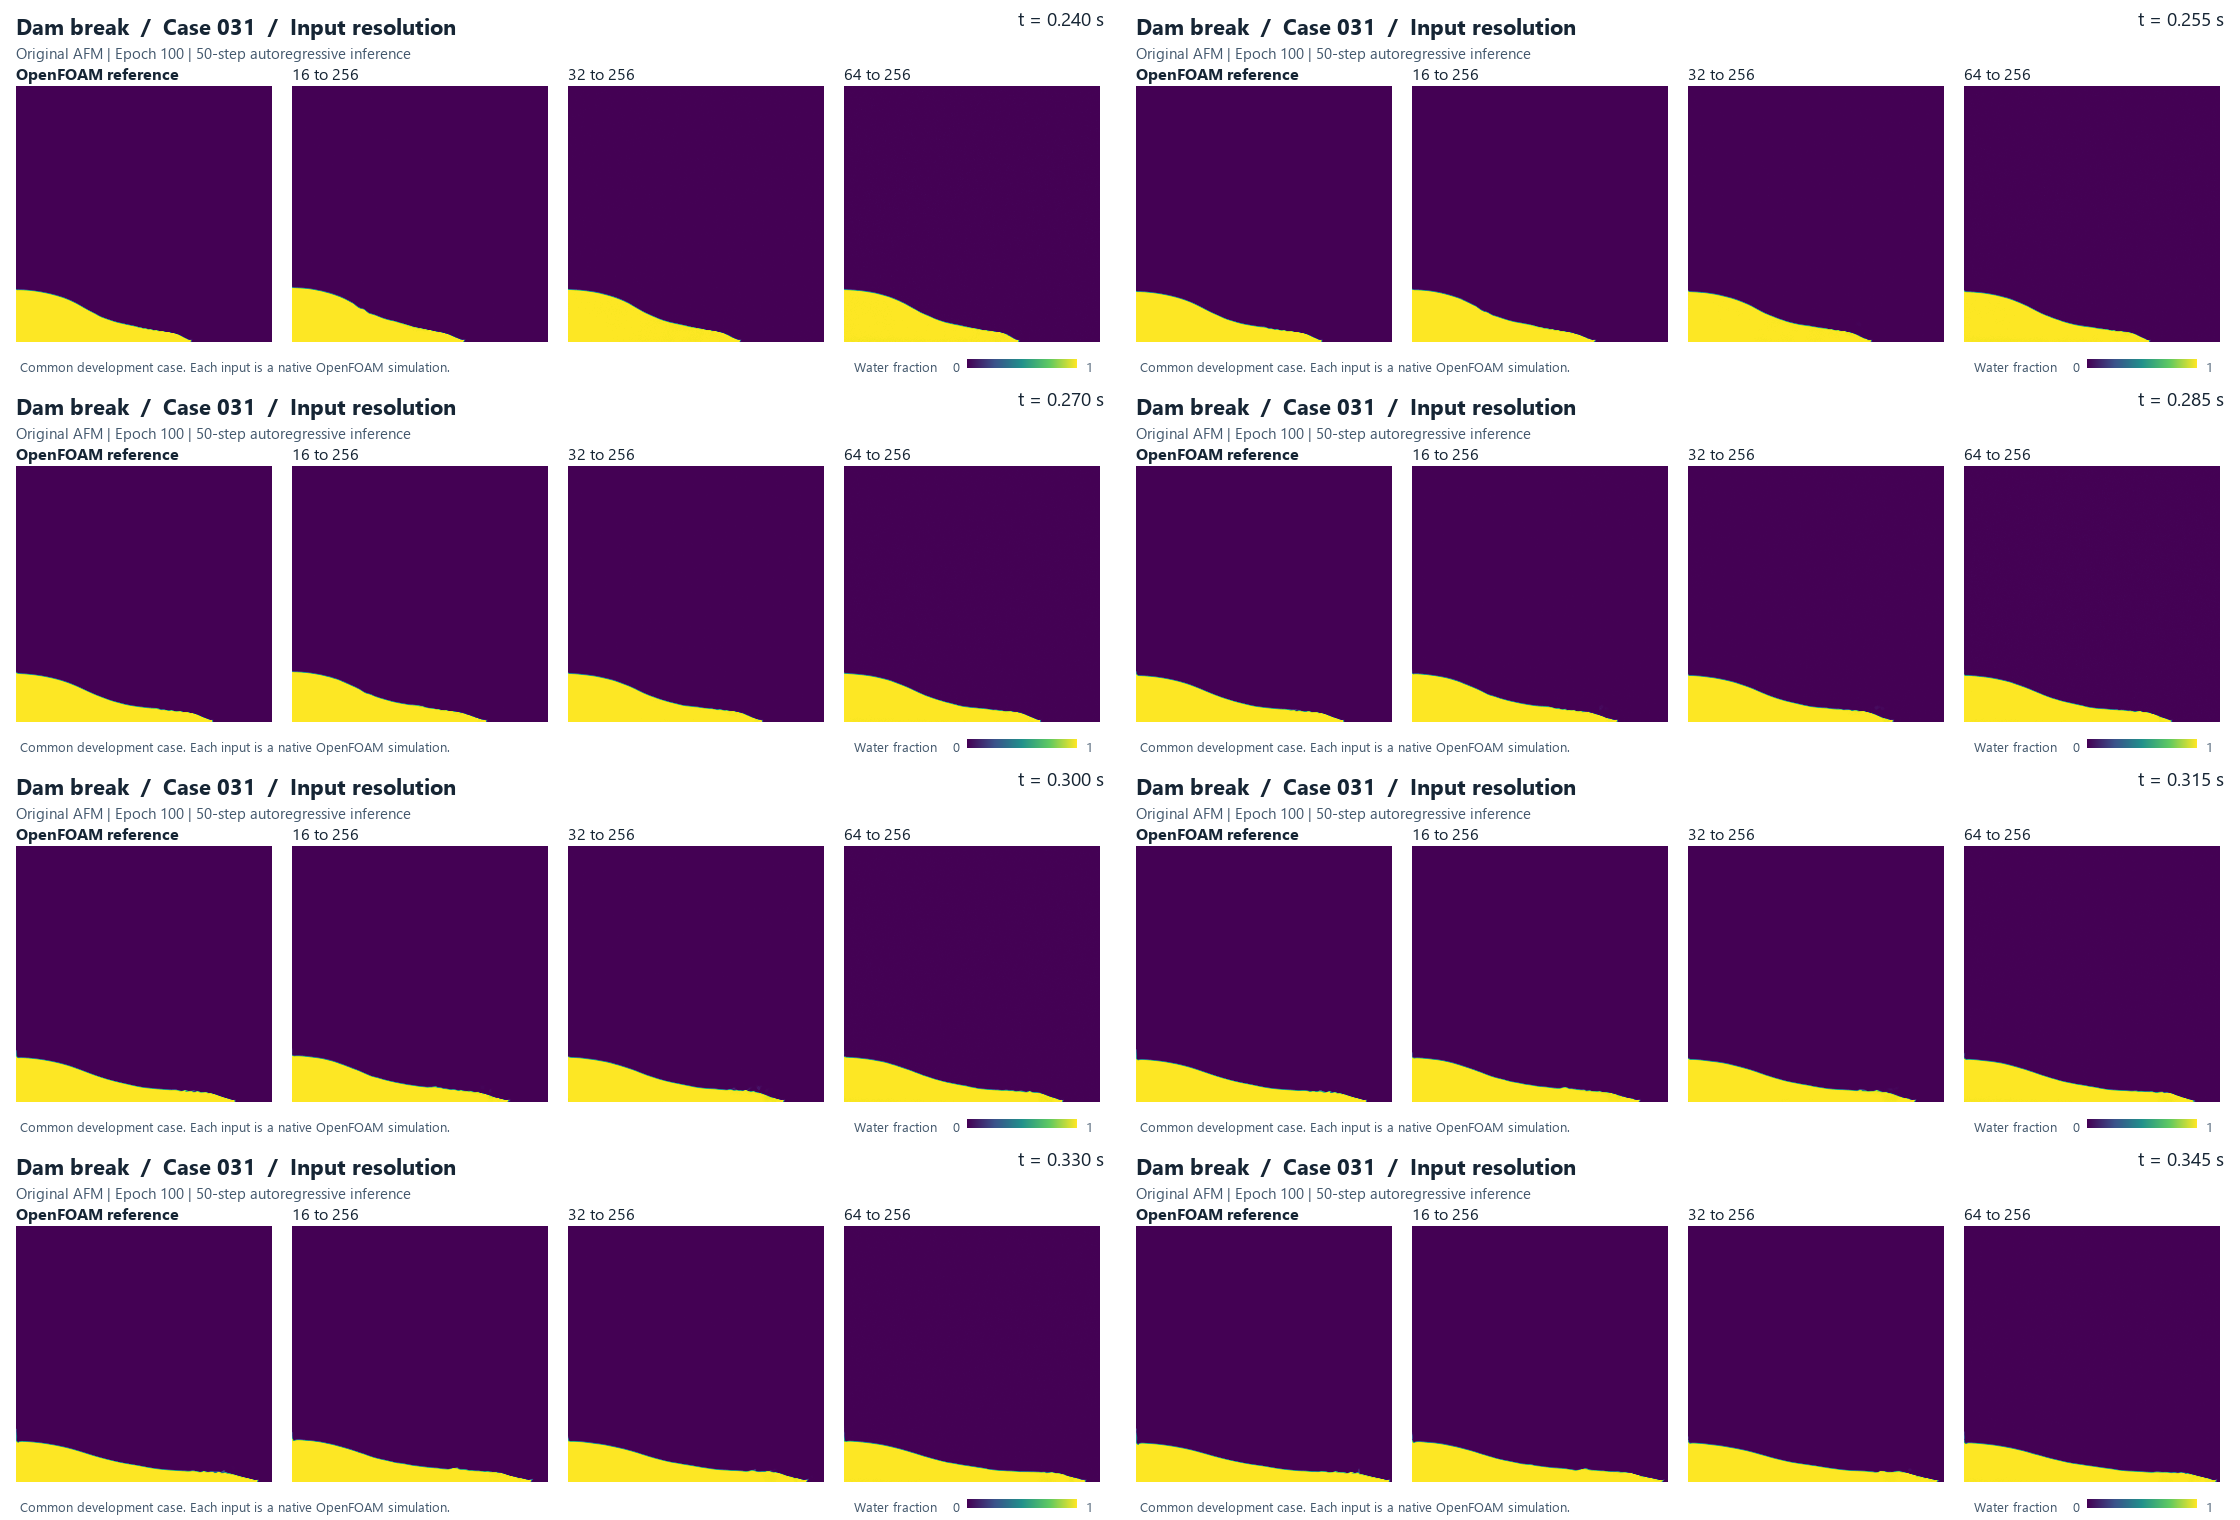 Dam break / Case 031 / Input resolution
t = 0.240 s
Original AFM | Epoch 100 | 50-step autoregressive inference
OpenFOAM reference
16 to 256
32 to 256
64 to 256
Common development case. Each input is a native OpenFOAM simulation.
Water fraction 0 1
Dam break / Case 031 / Input resolution
t = 0.255 s
Original AFM | Epoch 100 | 50-step autoregressive inference
OpenFOAM reference
16 to 256
32 to 256
64 to 256
Common development case. Each input is a native OpenFOAM simulation.
Water fraction 0 1
Dam break / Case 031 / Input resolution
t = 0.270 s
Original AFM | Epoch 100 | 50-step autoregressive inference
OpenFOAM reference
16 to 256
32 to 256
64 to 256
Common development case. Each input is a native OpenFOAM simulation.
Water fraction 0 1
Dam break / Case 031 / Input resolution
t = 0.285 s
Original AFM | Epoch 100 | 50-step autoregressive inference
OpenFOAM reference
16 to 256
32 to 256
64 to 256
Common development case. Each input is a native OpenFOAM simulation.
Water fraction 0 1
Dam break / Case 031 / Input resolution
t = 0.300 s
Original AFM | Epoch 100 | 50-step autoregressive inference
OpenFOAM reference
16 to 256
32 to 256
64 to 256
Common development case. Each input is a native OpenFOAM simulation.
Water fraction 0 1
Dam break / Case 031 / Input resolution
t = 0.315 s
Original AFM | Epoch 100 | 50-step autoregressive inference
OpenFOAM reference
16 to 256
32 to 256
64 to 256
Common development case. Each input is a native OpenFOAM simulation.
Water fraction 0 1
Dam break / Case 031 / Input resolution
t = 0.330 s
Original AFM | Epoch 100 | 50-step autoregressive inference
OpenFOAM reference
16 to 256
32 to 256
64 to 256
Common development case. Each input is a native OpenFOAM simulation.
Water fraction 0 1
Dam break / Case 031 / Input resolution
t = 0.345 s
Original AFM | Epoch 100 | 50-step autoregressive inference
OpenFOAM reference
16 to 256
32 to 256
64 to 256
Common development case. Each input is a native OpenFOAM simulation.
Water fraction 0 1